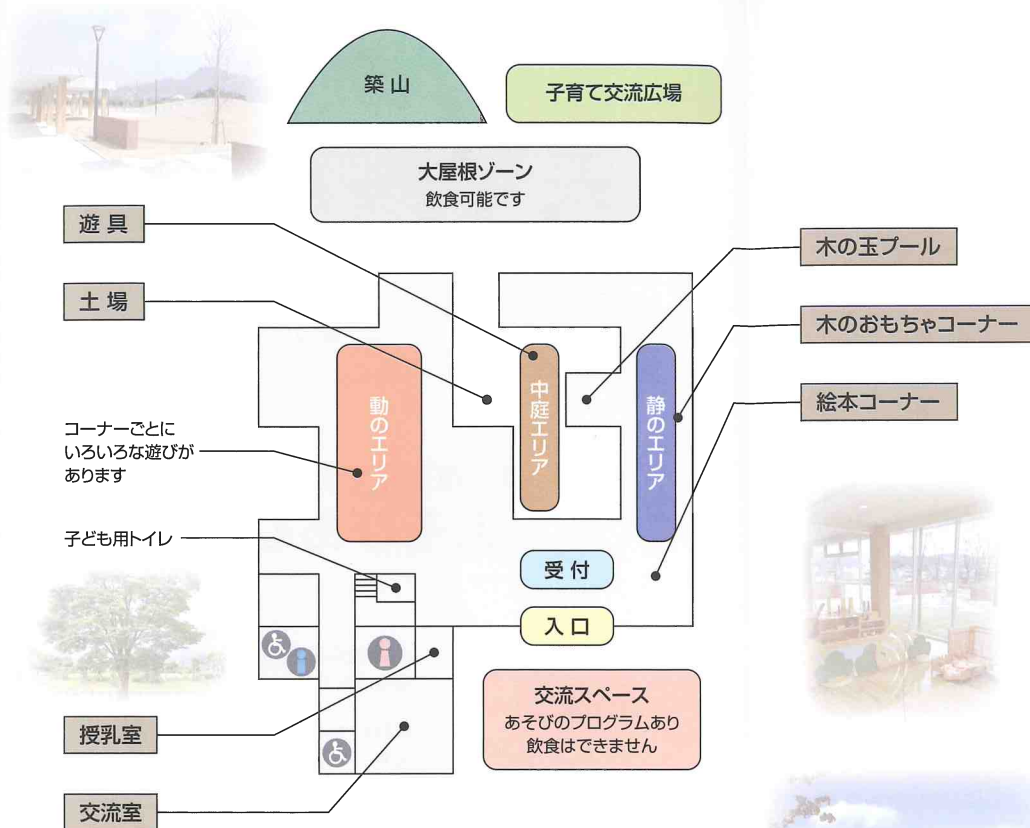 築山
子育て交流広場
大屋根ゾーン
飲食可能です
遊具
土場
木の玉プール
木のおもちゃコーナー
絵本コーナー
動のエリア
中庭エリア
静のエリア
コーナーごとに
いろいろな遊びが
あります
子ども用トイレ
受付
入口
交流スペース
あそびのプログラムあり
飲食はできません
授乳室
交流室